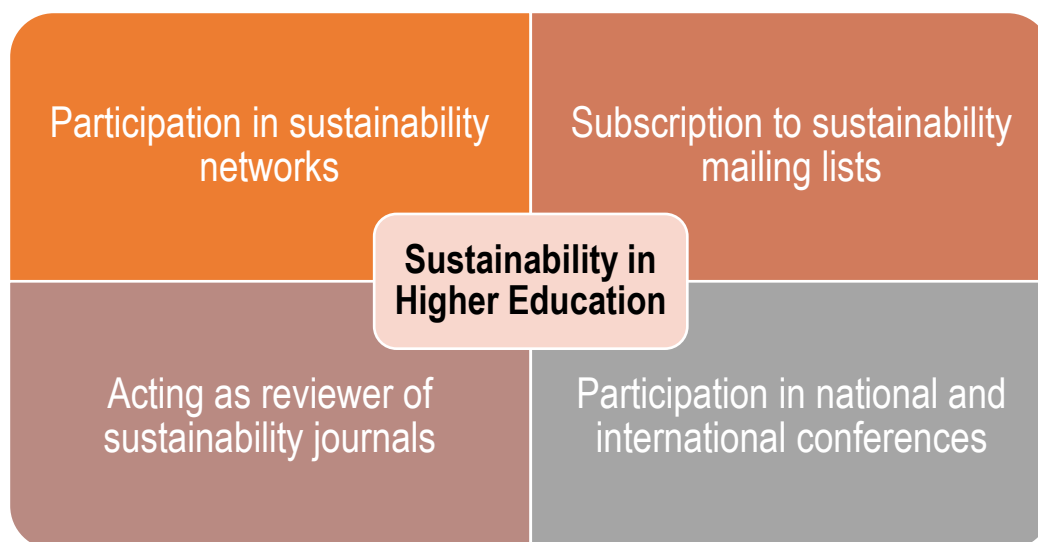 Participation in sustainability
networks
Subscription to sustainability
mailing lists
Sustainability in
Higher Education
Acting as reviewer of
sustainability journals
Participation in national and
international conferences